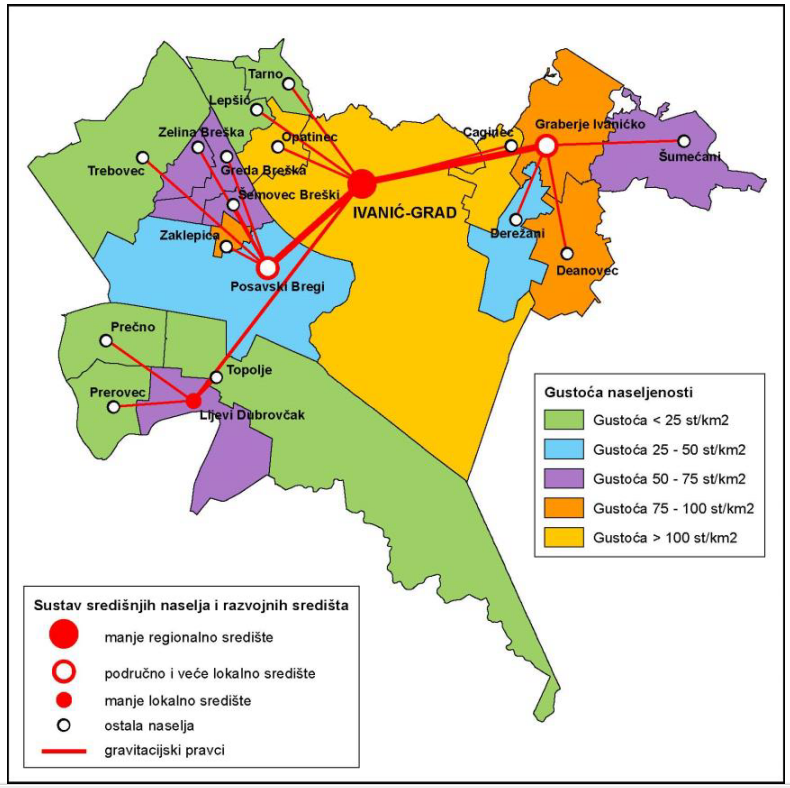 Tarno
Lepšić
Opatinec
Zelina Breška
Trebovec
Greda Breška
Šemovec Breški
Zaklepica
Posavski Bregi
IVANIĆ-GRAD
Caginec
Graberje Ivaničko
Šumećani
Derežani
Deanovec
Prečno
Topolje
Prerovec
Lijevi Dubrovčak
Gustoća naseljenosti
Gustoća < 25 st/km2
Gustoća 25 - 50 st/km2
Gustoća 50 - 75 st/km2
Gustoća 75 - 100 st/km2
Gustoća > 100 st/km2
Sustav središnjih naselja i razvojnih središta
manje regionalno središte
područno i veće lokalno središte
manje lokalno središte
ostala naselja
gravitacijski pravci